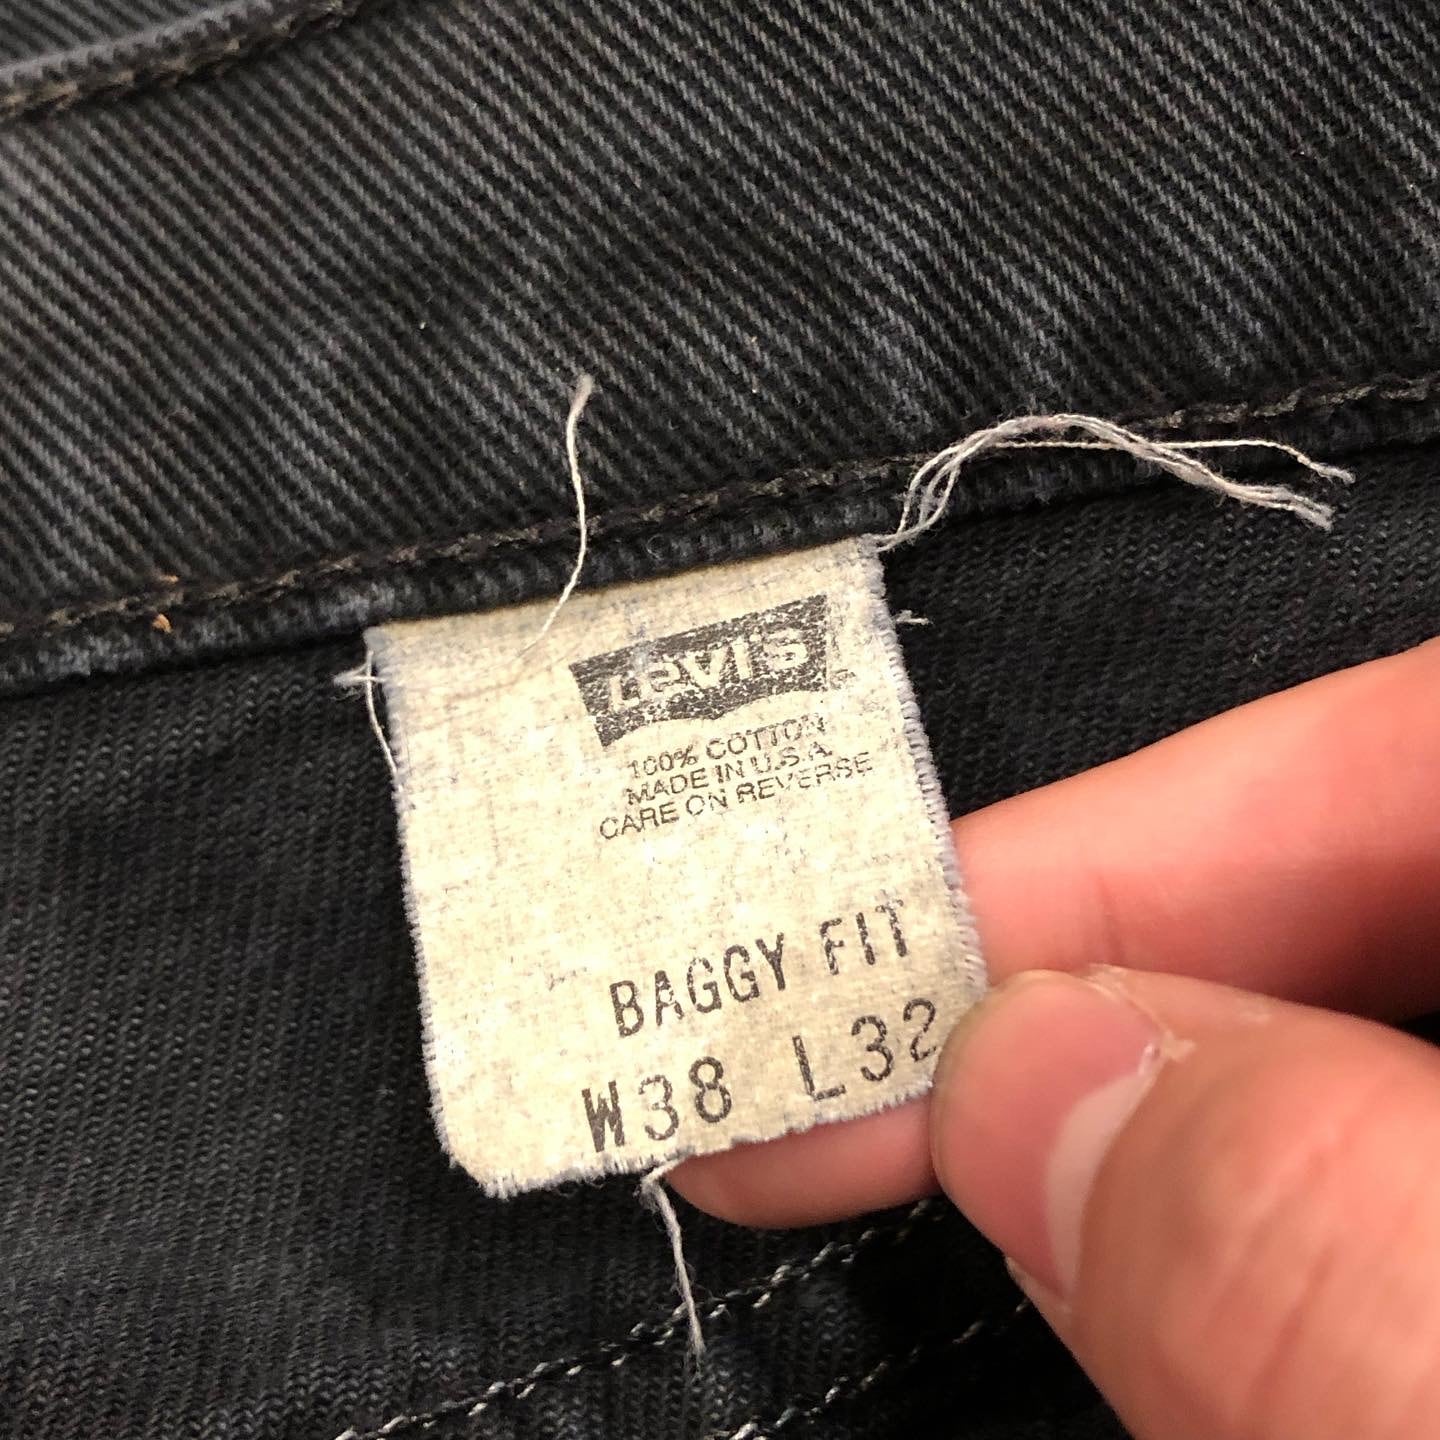 Levi's
100% COTTON
MADE IN U.S.A.
CARE ON REVERSE
BAGGY FIT
W38 L32